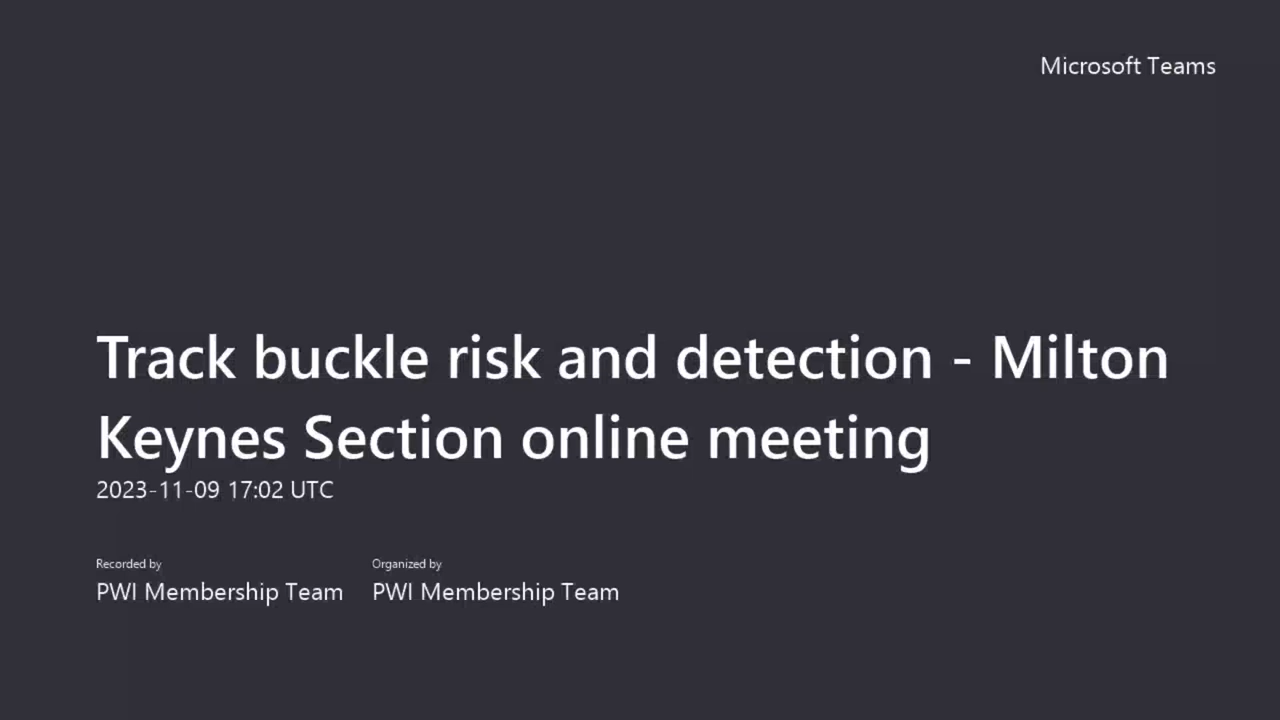 Microsoft Teams
Track buckle risk and detection - Milton
Keynes Section online meeting
2023-11-09 17:02 UTC
Recorded by
Organized by
PWI Membership Team
PWI Membership Team